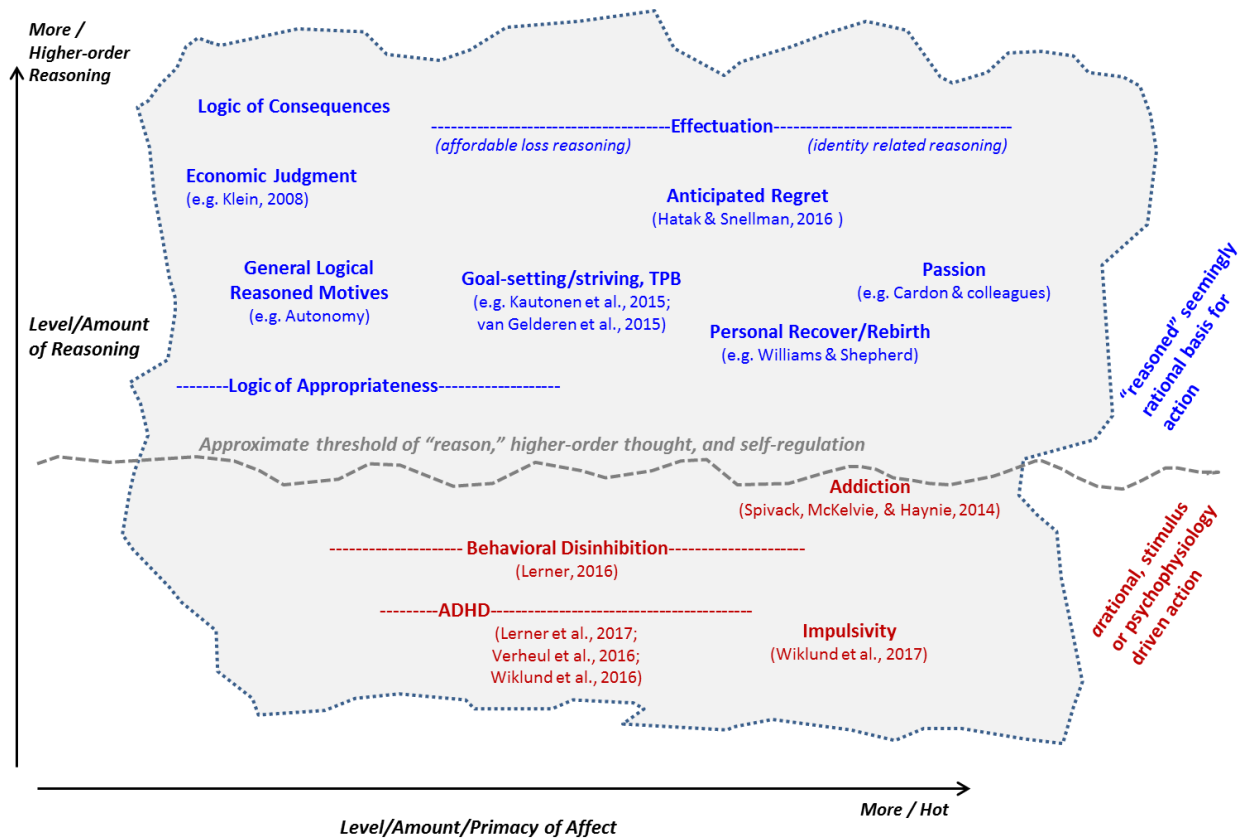 More /
Higher-order
Reasoning
Logic of Consequences
------------------------------------Effectuation------------------------------------
(affordable loss reasoning)
(identity related reasoning)
Economic Judgment
(e.g. Klein, 2008)
Anticipated Regret
(Hatak & Snellman, 2016 )
General Logical
Reasoned Motives
(e.g. Autonomy)
Goal-setting/striving, TPB
(e.g. Kautonen et al., 2015;
van Gelderen et al., 2015)
Passion
(e.g. Cardon & colleagues)
Level/Amount
of Reasoning
Personal Recover/Rebirth
(e.g. Williams & Shepherd)
--------Logic of Appropriateness------------------
"reasoned" seemingly
rational basis for
action
Approximate threshold of "reason," higher-order thought, and self-regulation
Addiction
(Spivack, McKelvie, & Haynie, 2014)
-------------------- Behavioral Disinhibition---------------------
(Lerner, 2016)
---------ADHD----------------------------------------
(Lerner et al., 2017;
Verheul et al., 2016;
Wiklund et al., 2016)
Impulsivity
(Wiklund et al., 2017)
arational, stimulus
or psychophysiology
driven action
More / Hot
Level/Amount/Primacy of Affect